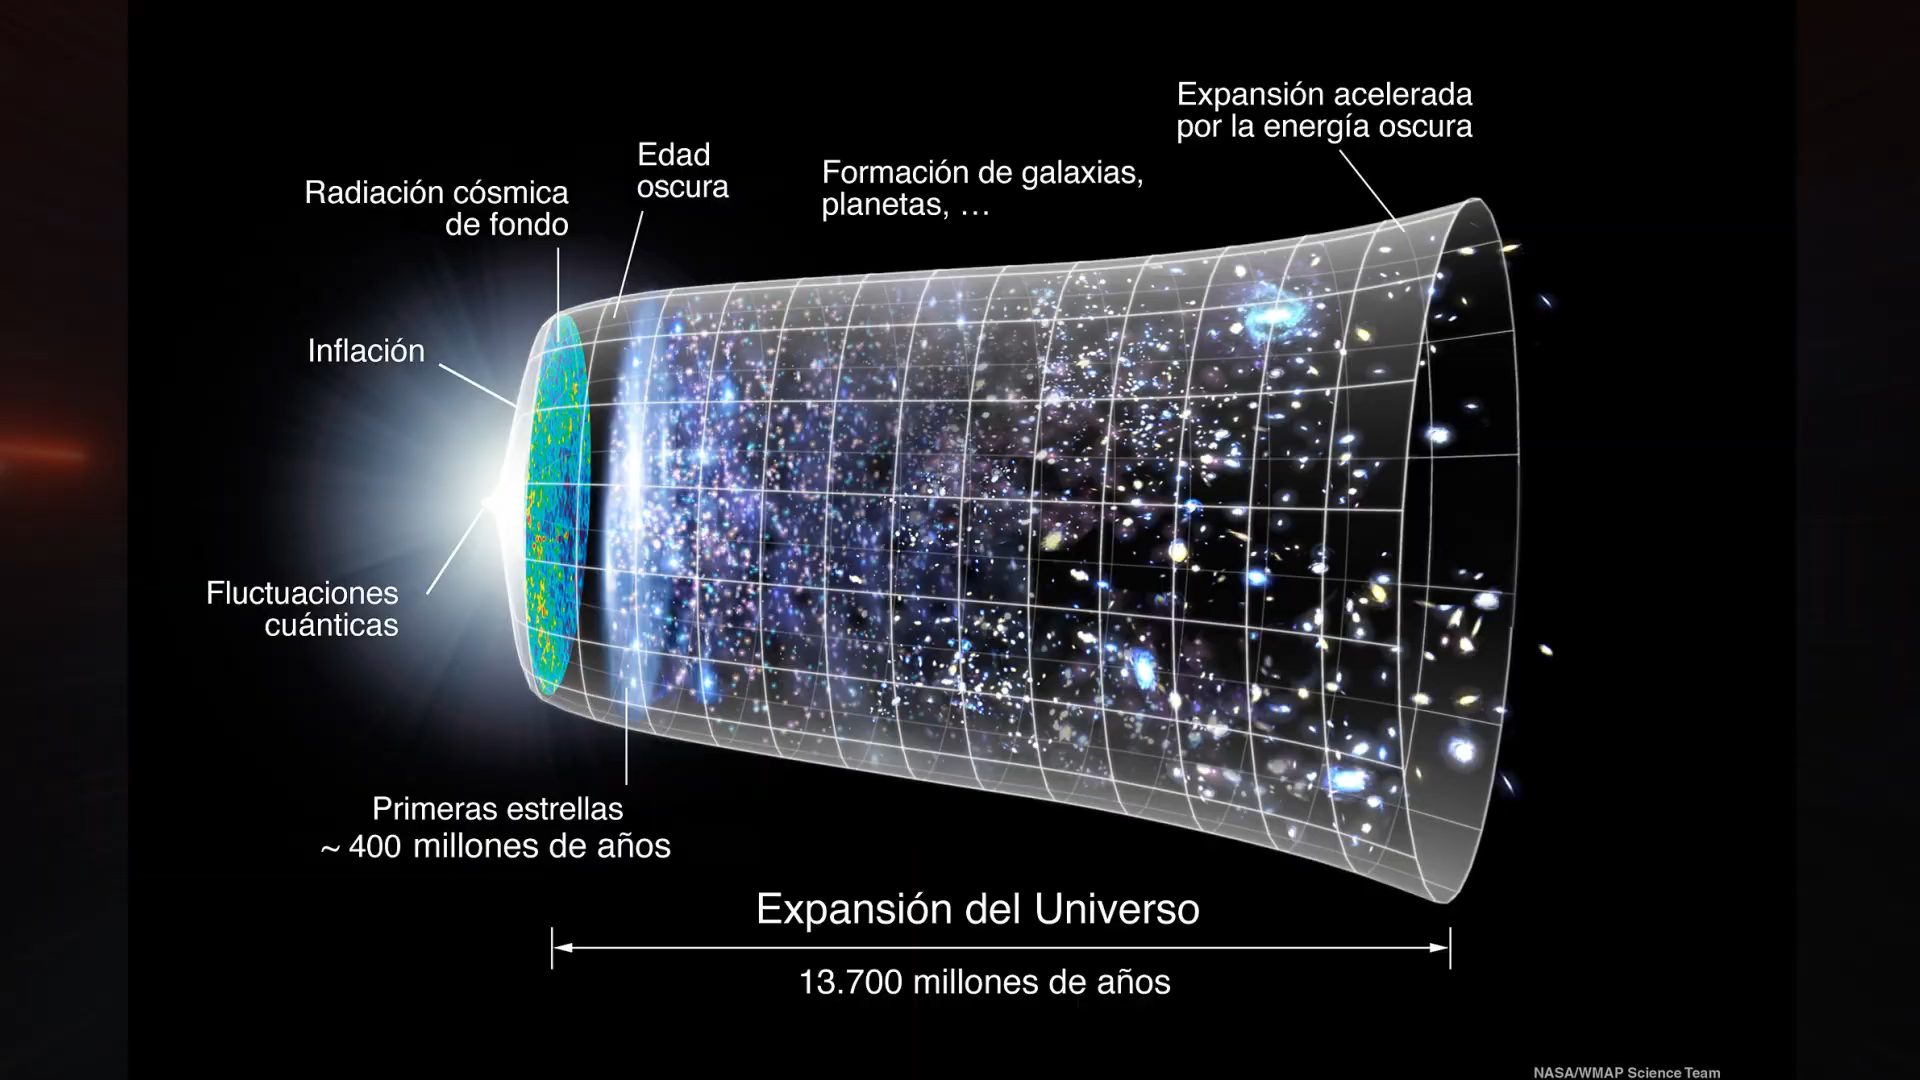 Expansión acelerada
por la energía oscura
Edad
oscura
Formación de galaxias,
planetas, …
Radiación cósmica
de fondo
Inflación
Fluctuaciones
cuánticas
Primeras estrellas
~ 400 millones de años
Expansión del Universo
13.700 millones de años
NASA/WMAP Science Team